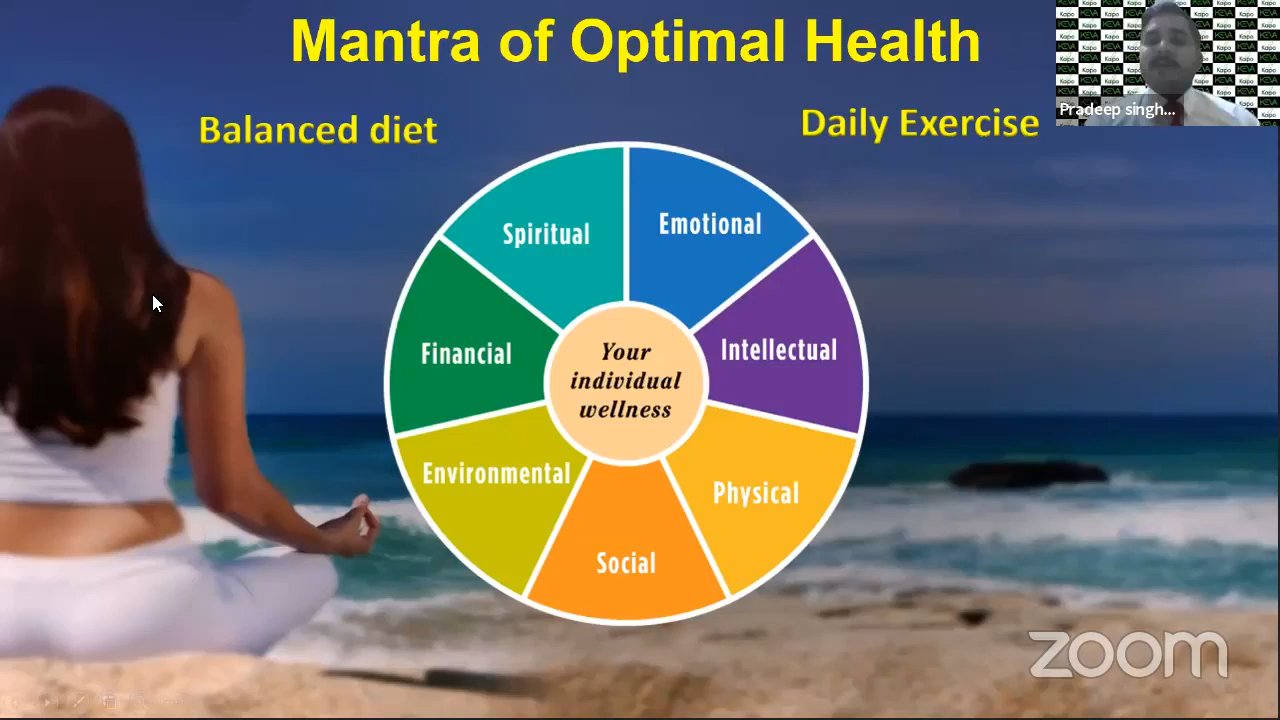 Mantra of Optimal Health
Balanced diet
Daily Exercise
Pradeep singh...
Spiritual
Emotional
Financial
Your
individual
wellness
Intellectual
Environmental
Physical
Social
zoom